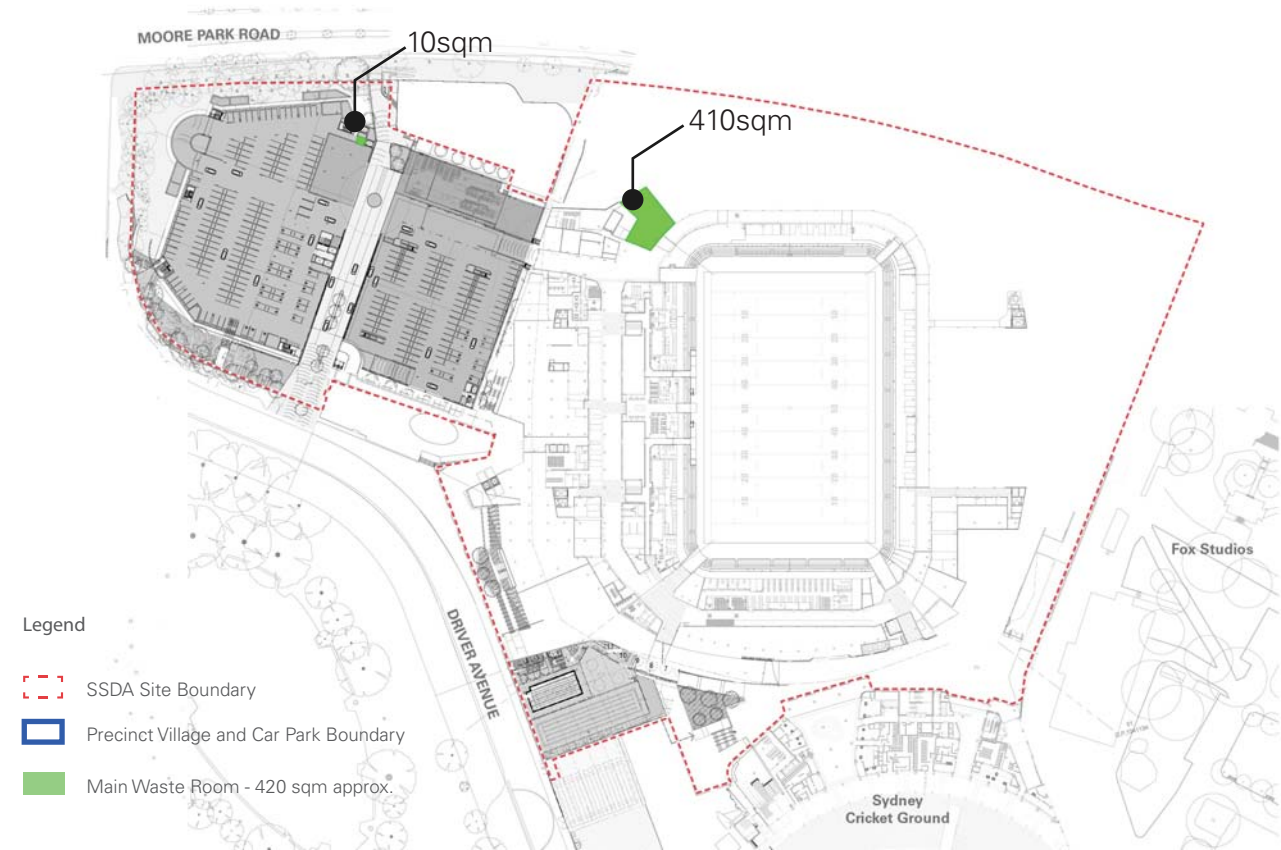 MOORE PARK ROAD
10sqm
410sqm
Fox Studios
DRIVER AVENUE
Legend
SSDA Site Boundary
Precinct Village and Car Park Boundary
Main Waste Room - 420 sqm approx.
Sydney
Cricket Ground